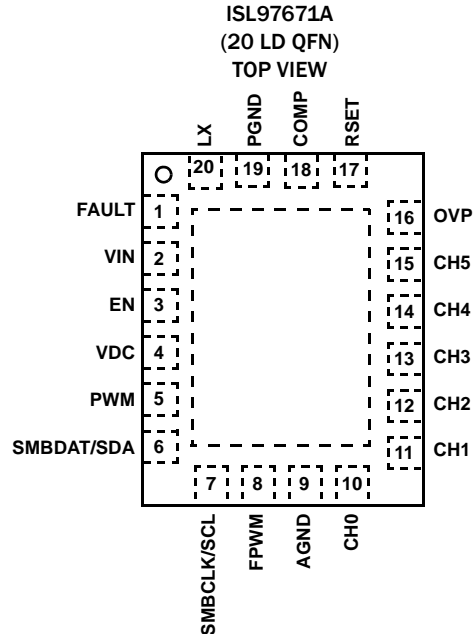 ISL97671A
(20 LD QFN)
TOP VIEW
LX
PGND
COMP
RSET
20
19
18
17
FAULT 1
VIN 2
EN 3
VDC 4
PWM 5
SMBDAT/SDA 6
16 OVP
15 CH5
14 CH4
13 CH3
12 CH2
11 CH1
7
8
9
10
SMBCLK/SCL
FPWM
AGND
CH0